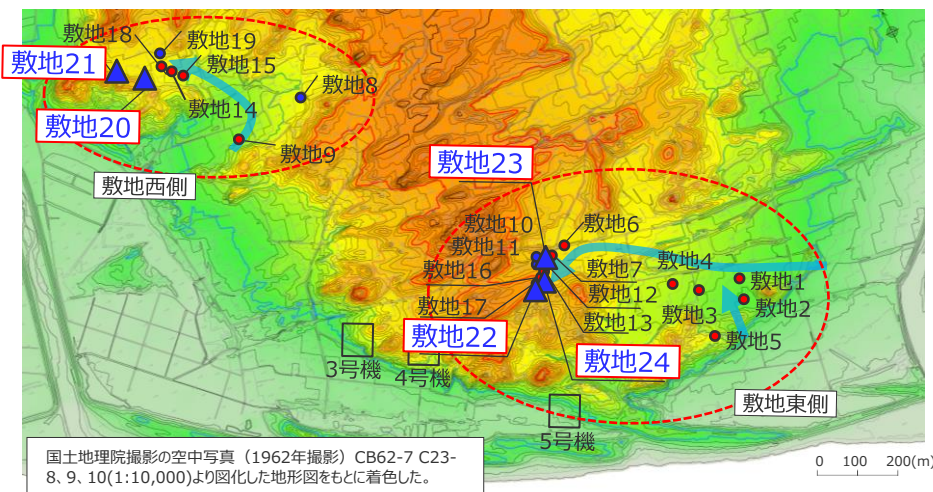 敷地18
敷地19
敷地21
敷地15
敷地8
敷地14
敷地20
敷地9
敷地西側
敷地23
敷地10
敷地6
敷地11
敷地16
敷地7
敷地4
敷地1
敷地12
敷地2
敷地17
敷地13
敷地3
敷地22
敷地5
敷地24
3号機
4号機
敷地東側
5号機
国土地理院撮影の空中写真(1962年撮影)CB62-7 C23-
8、9、10(1:10,000)より図化した地形図をもとに着色した。
0 100 200(m)